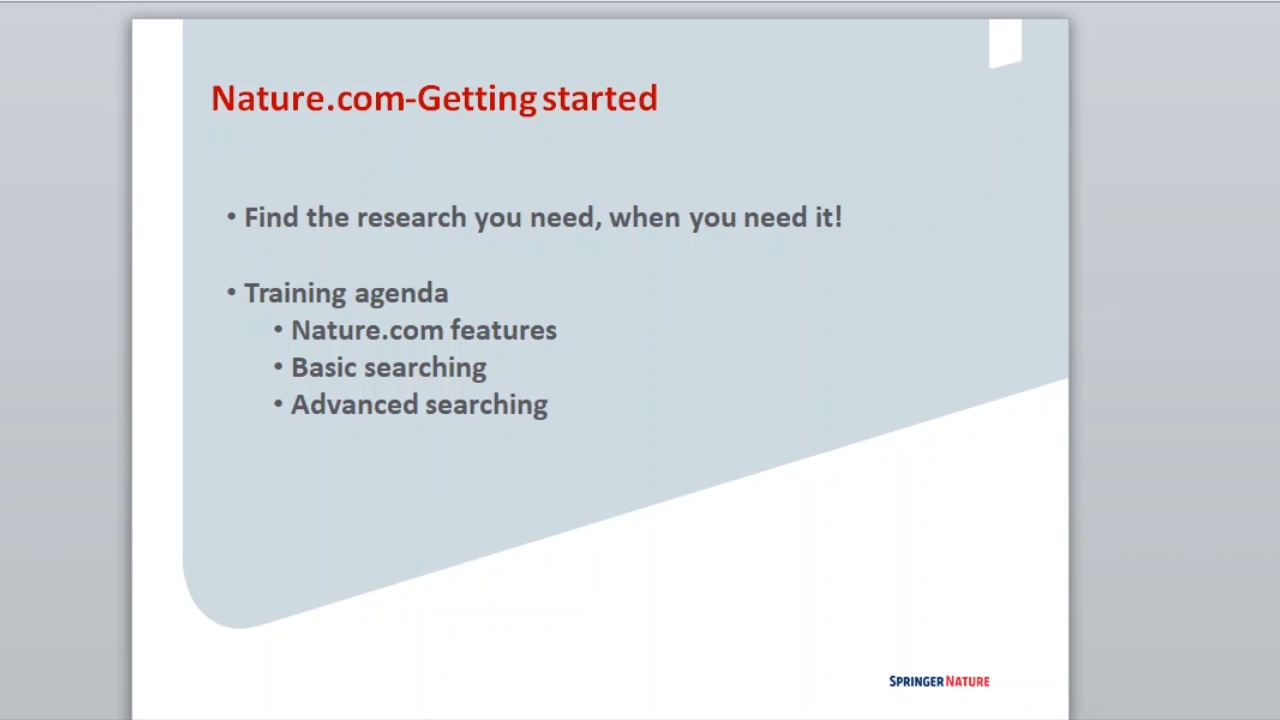 Nature.com-Getting started
• Find the research you need, when you need it!
• Training agenda
• Nature.com features
• Basic searching
• Advanced searching
SPRINGER NATURE